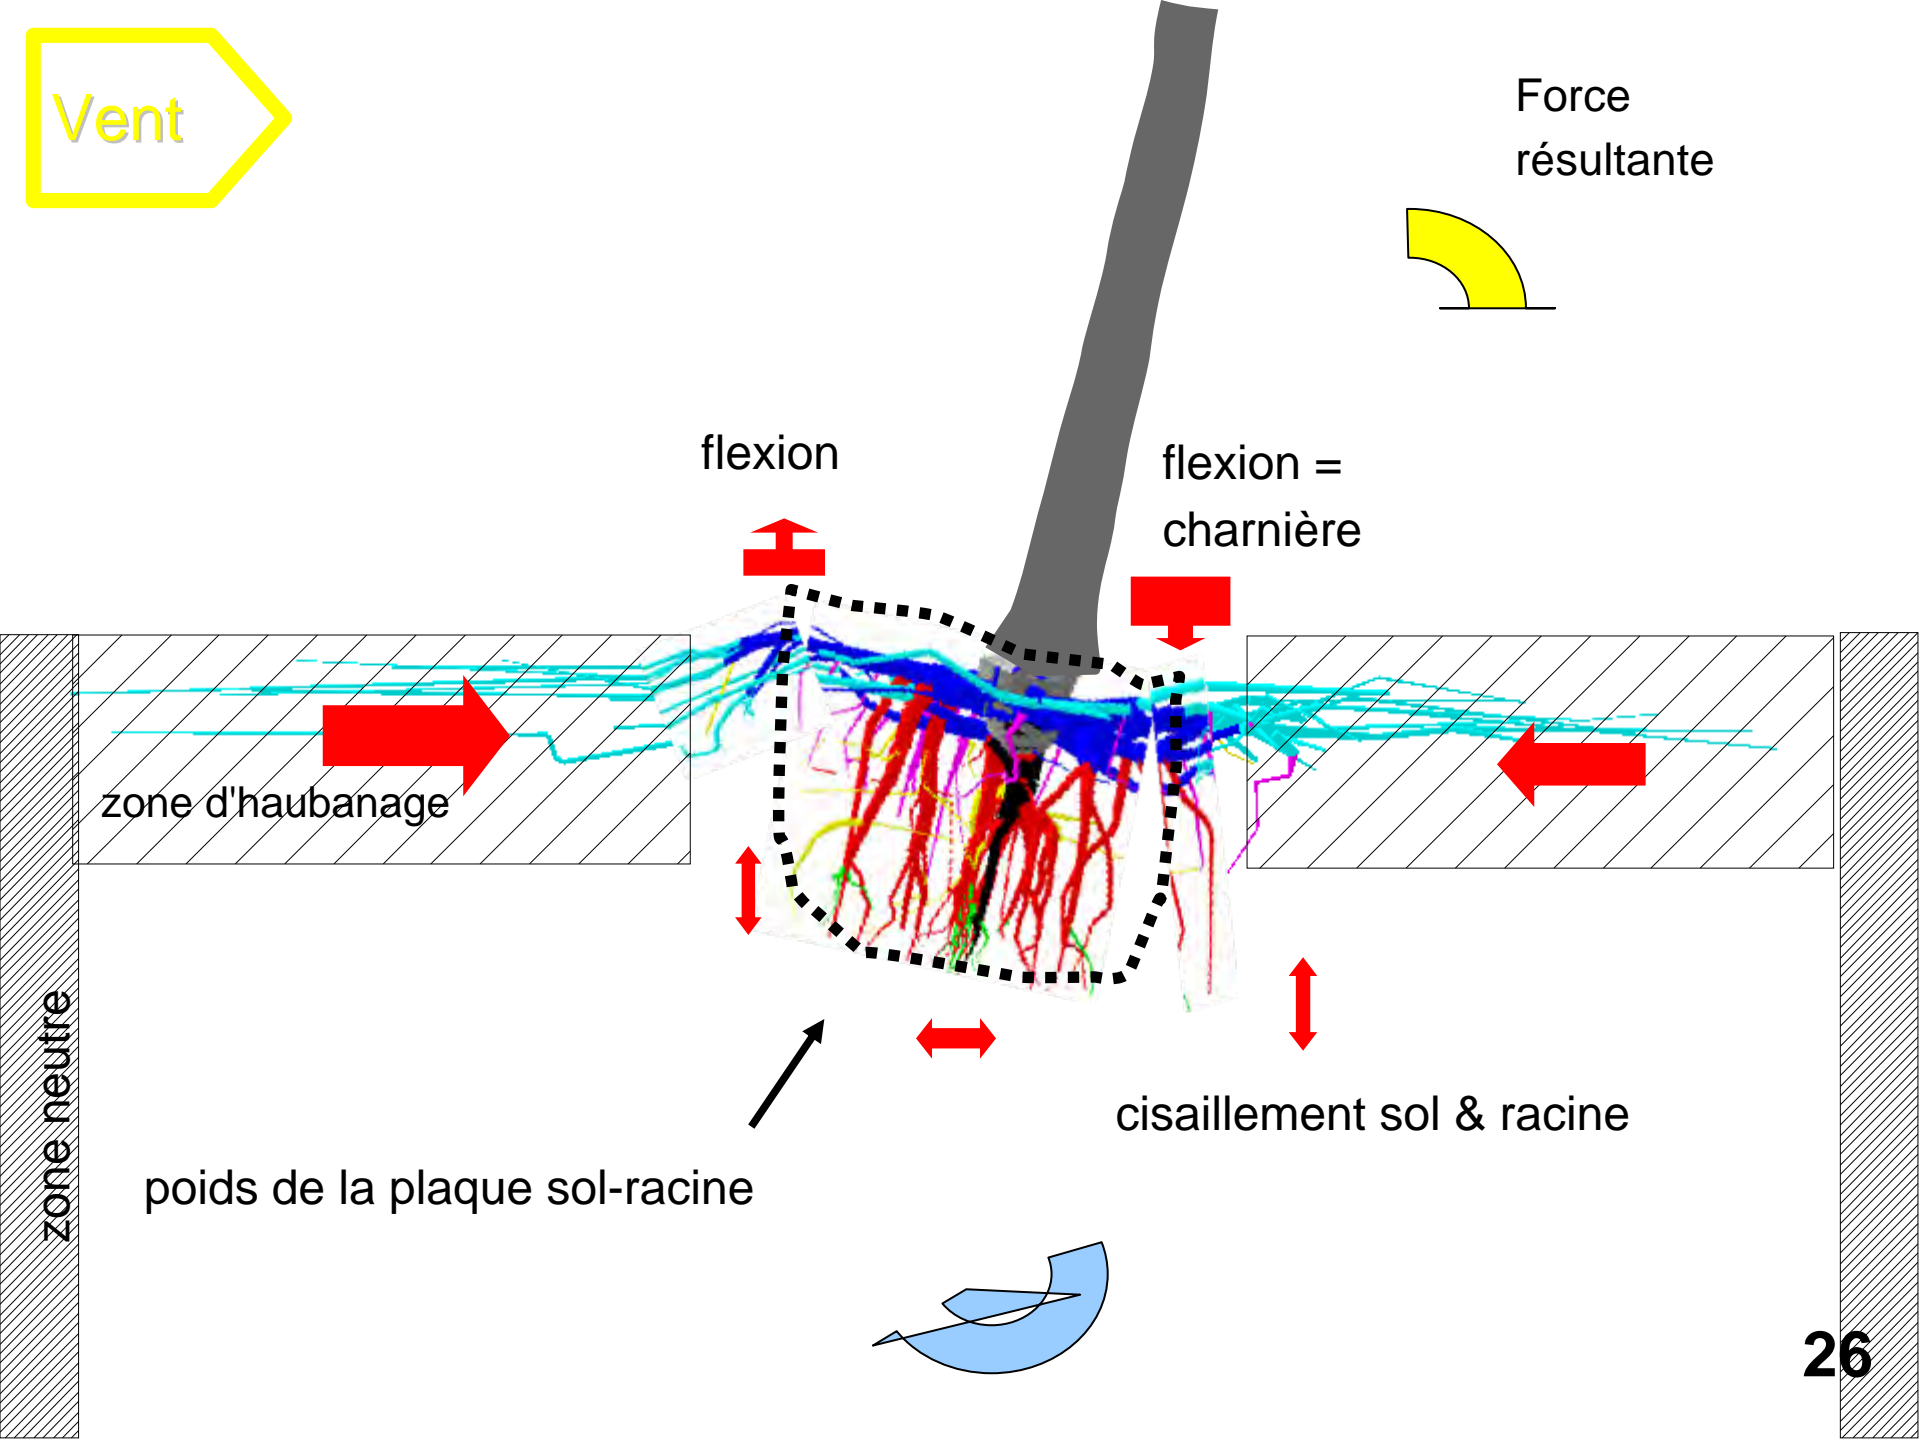 Vent
Force
résultante
flexion
flexion =
charnière
zone d'haubanage
zone neutre
cisaillement sol & racine
poids de la plaque sol-racine
26